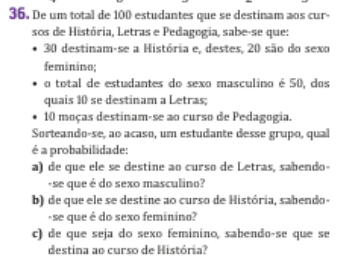 36. De um total de 100 estudantes que se destinam aos cur-
sos de História, Letras e Pedagogia, sabe-se que:
• 30 destinam-se a História e, destes, 20 são do sexo
feminino;
• o total de estudantes do sexo masculino é 50, dos
quais 10 se destinam a Letras;
• 10 moças destinam-se ao curso de Pedagogia.
Sorteando-se, ao acaso, um estudante desse grupo, qual
é a probabilidade:
a) de que ele se destine ao curso de Letras, sabendo-
-se que é do sexo masculino?
b) de que ele se destine ao curso de História, sabendo-
-se que é do sexo feminino?
c) de que seja do sexo feminino, sabendo-se que se
destina ao curso de História?